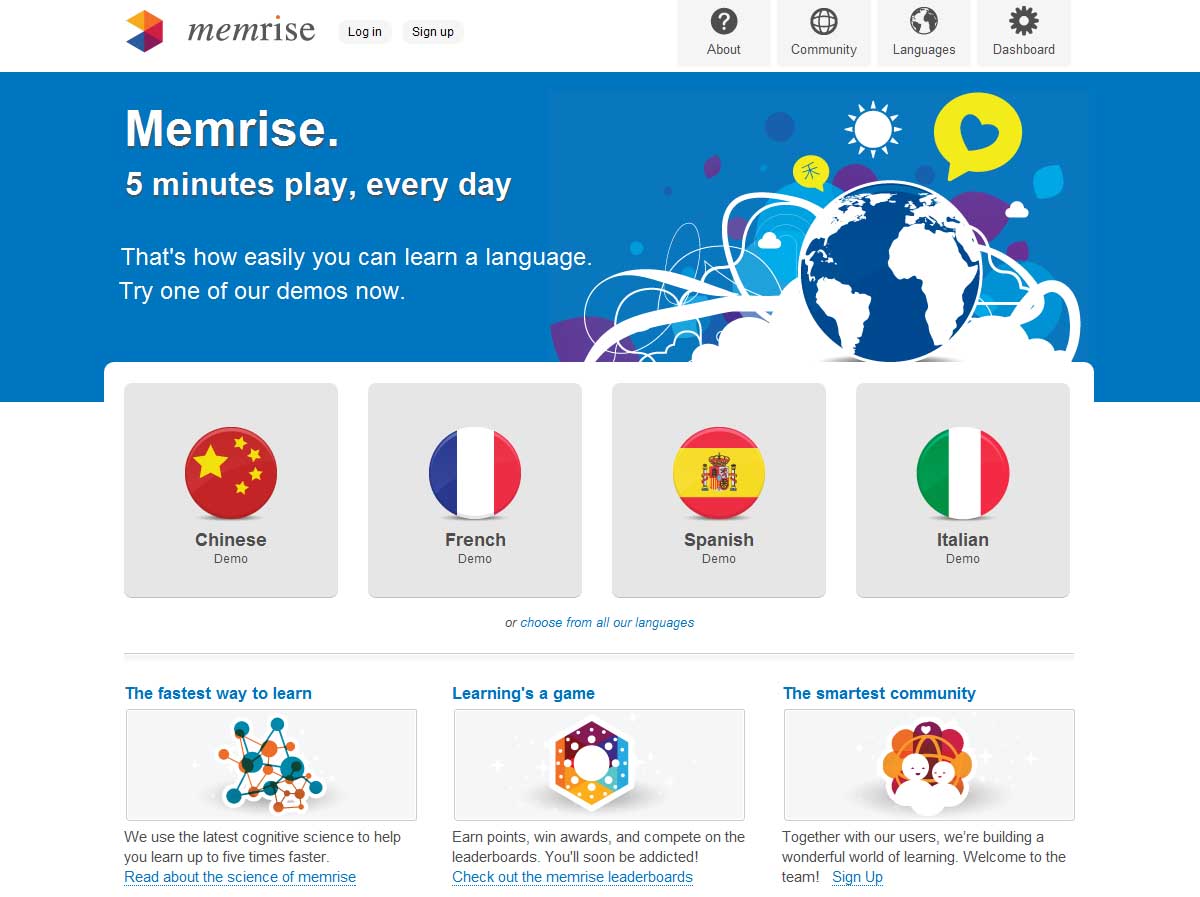 memrise
Log in
Sign up
About
Community
Languages
Dashboard
Memrise.
5 minutes play, every day
That's how easily you can learn a language.
Try one of our demos now.
禾
Chinese
Demo
French
Demo
Spanish
Demo
Italian
Demo
or choose from all our languages
The fastest way to learn
We use the latest cognitive science to help
you learn up to five times faster.
Read about the science of memrise
Learning's a game
Earn points, win awards, and compete on the
leaderboards. You'll soon be addicted!
Check out the memrise leaderboards
The smartest community
Together with our users, we're building a
wonderful world of learning. Welcome to the
team! Sign Up